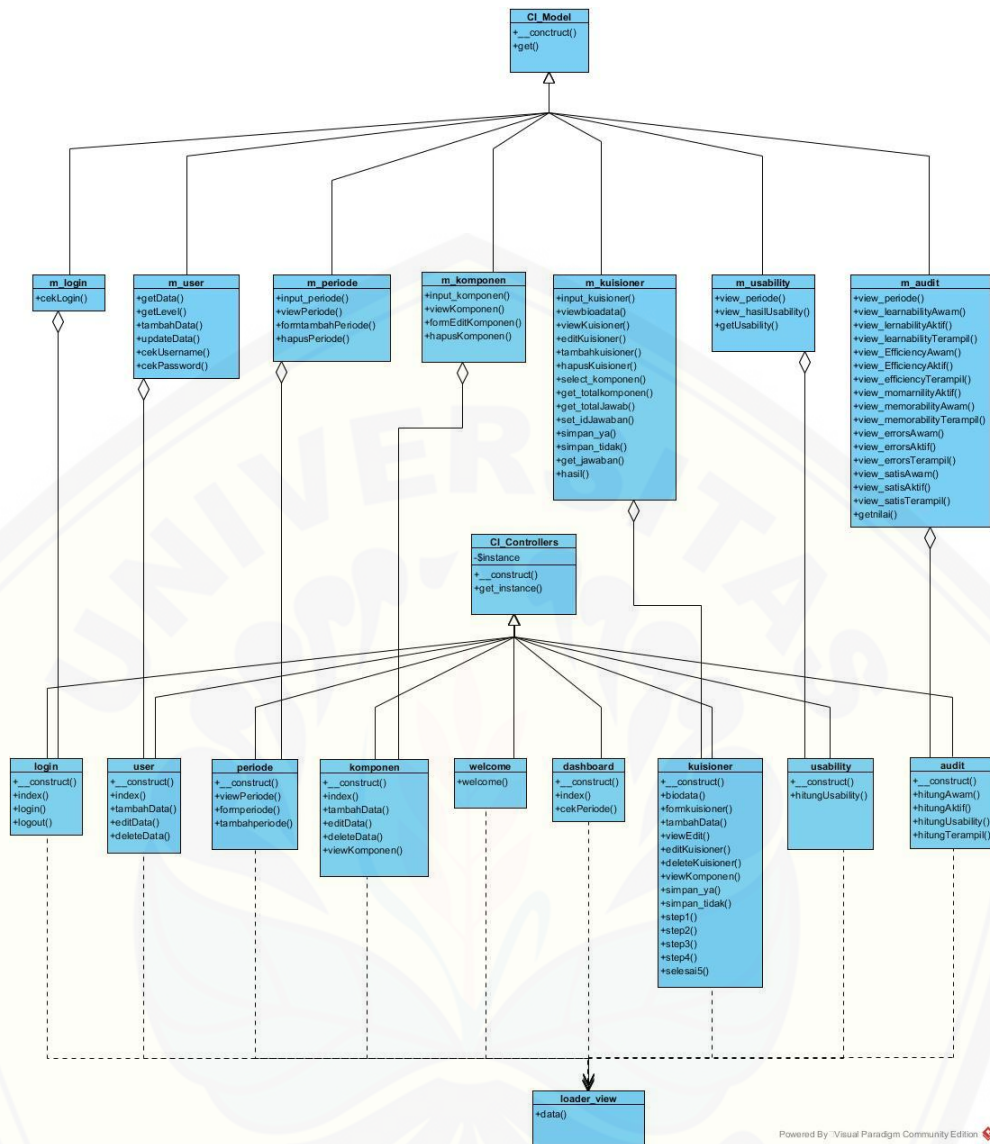 CI_Model
+__conctruct()
+get()
m_login
+cekLogin()
m_user
+getData()
+getLevel()
+tambahData()
+updateData()
+cekUsername()
+cekPassword()
m_periode
+input_periode()
+viewPeriode()
+formtambahPeriode()
+hapusPeriode()
m_komponen
+input_komponen()
+viewKomponen()
+formEditKomponen()
+hapusKomponen()
m_kuisioner
+input_kuisioner()
+viewbioadata()
+viewKuisioner()
+editKuisioner()
+tambahkuisioner()
+hapusKuisioner()
+select_komponen()
+get_totalkomponen()
+get_totalJawab()
+set_idJawaban()
+simpan_ya()
+simpan_tidak()
+get_jawaban()
+hasil()
m_usability
+view_periode()
+view_hasilUsability()
+getUsability()
m_audit
+view_periode()
+view_learnabilityAwam()
+view_lernabilityAktif()
+view_learnabilityTerampil()
+view_EfficiencyAwam()
+view_EfficiencyAktif()
+view_efficiencyTerampil()
+view_momarnilityAktif()
+view_memorabilityAwam()
+view_memorabilityTerampil()
+view_errorsAwam()
+view_errorsAktif()
+view_errorsTerampil()
+view_satisAwam()
+view_satisAktif()
+view_satisTerampil()
+getnilai()
CI_Controllers
-$instance
+__construct()
+get_instance()
login
+__construct()
+index()
+login()
+logout()
user
+__construct()
+index()
+tambahData()
+editData()
+deleteData()
periode
+__construct()
+viewPeriode()
+formperiode()
+tambahperiode()
komponen
+__construct()
+index()
+tambahData()
+editData()
+deleteData()
+viewKomponen()
welcome
+welcome()
dashboard
+__construct()
+index()
+cekPeriode()
kuisioner
+__construct()
+biodata()
+formkuisioner()
+tambahData()
+viewEdit()
+editKuisioner()
+deleteKuisioner()
+viewKomponen()
+simpan_ya()
+simpan_tidak()
+step1()
+step2()
+step3()
+step4()
+selesai5()
usability
+__construct()
+hitungUsability()
audit
+__construct()
+hitungAwam()
+hitungAktif()
+hitungUsability()
+hitungTerampil()
loader_view
+data()
UNIVERSITAS
Powered By Visual Paradigm Community Edition